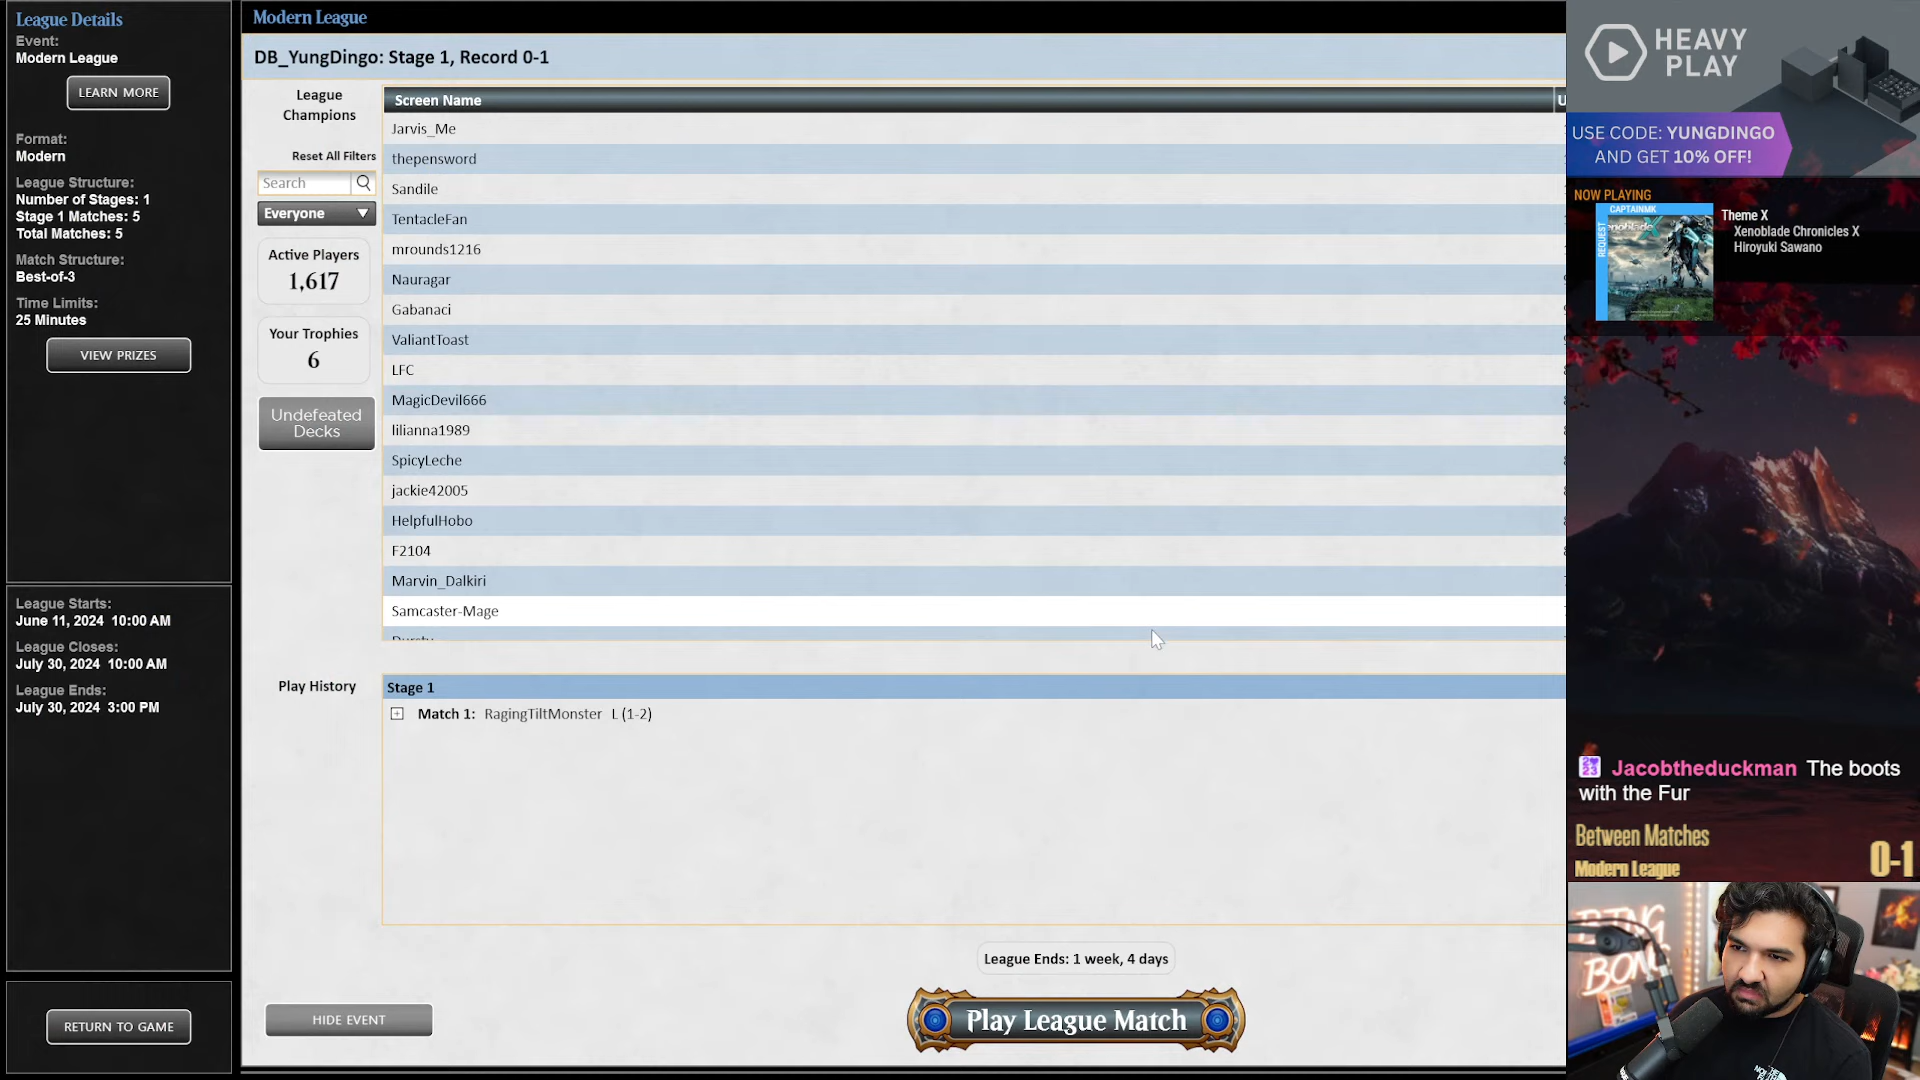 League Details
Event:
Modern League
LEARN MORE
Format:
Modern
League Structure:
Number of Stages: 1
Stage 1 Matches: 5
Total Matches: 5
Match Structure:
Best-of-3
Time Limits:
25 Minutes
VIEW PRIZES
League Starts:
June 11, 2024 10:00 AM
League Closes:
July 30, 2024 10:00 AM
League Ends:
July 30, 2024 3:00 PM
RETURN TO GAME
Modern League
DB_YungDingo: Stage 1, Record 0-1
League
Champions
Reset All Filters
Search
Everyone
Active Players
1,617
Your Trophies
6
Undefeated
Decks
Screen Name
Jarvis_Me
thepensword
Sandile
TentacleFan
mrounds1216
Nauragar
Gabanaci
ValiantToast
LFC
MagicDevil666
lilianna1989
SpicyLeche
jackie42005
HelpfulHobo
F2104
Marvin_Dalkiri
Samcaster-Mage
Play History
Stage 1
Match 1: RagingTiltMonster L (1-2)
League Ends: 1 week, 4 days
HIDE EVENT
Play League Match
HEAVY
PLAY
USE CODE: YUNGDINGO
AND GET 10% OFF!
NOW PLAYING
CAPTAINMK
REQUEST
Theme X
Xenoblade Chronicles X
Hiroyuki Sawano
Jacobtheduckman The boots
with the Fur
Between Matches
Modern League
0-1